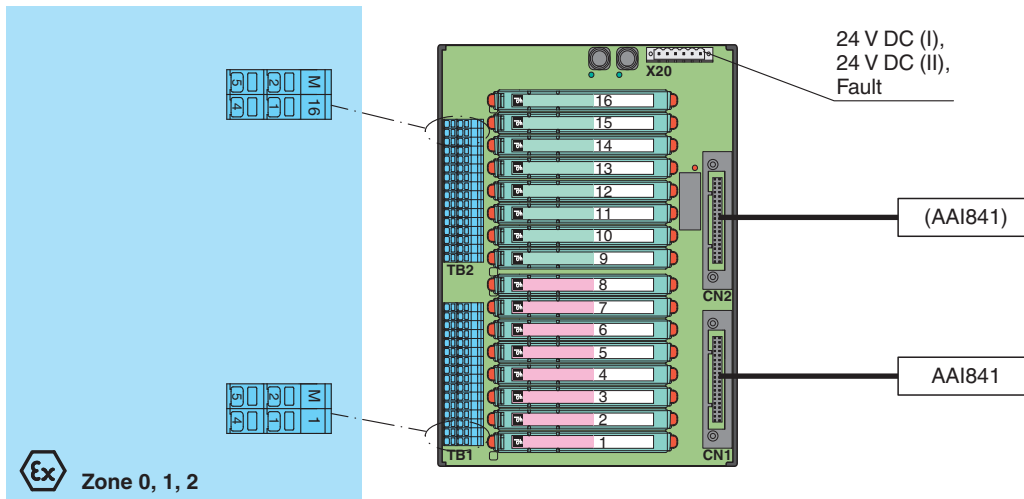 24 V DC (I),
24 V DC (II),
Fault
X20
5 2 M
4 1 16
16
15
14
13
12
11
10
9
TB2
8
7
6
5
4
3
2
1
TB1
(AAI841)
CN2
AAI841
CN1
5 2 M
4 1 1
Ex Zone 0, 1, 2